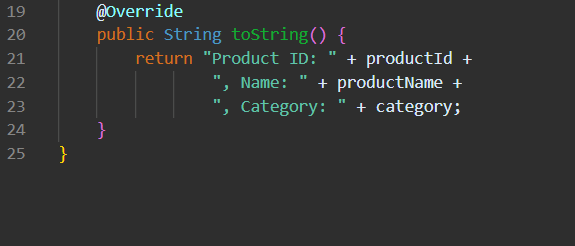 19 @Override
20 public String toString() {
21 return "Product ID: " + productId +
22 ", Name: " + productName +
23 ", Category: " + category;
24 }
25 }